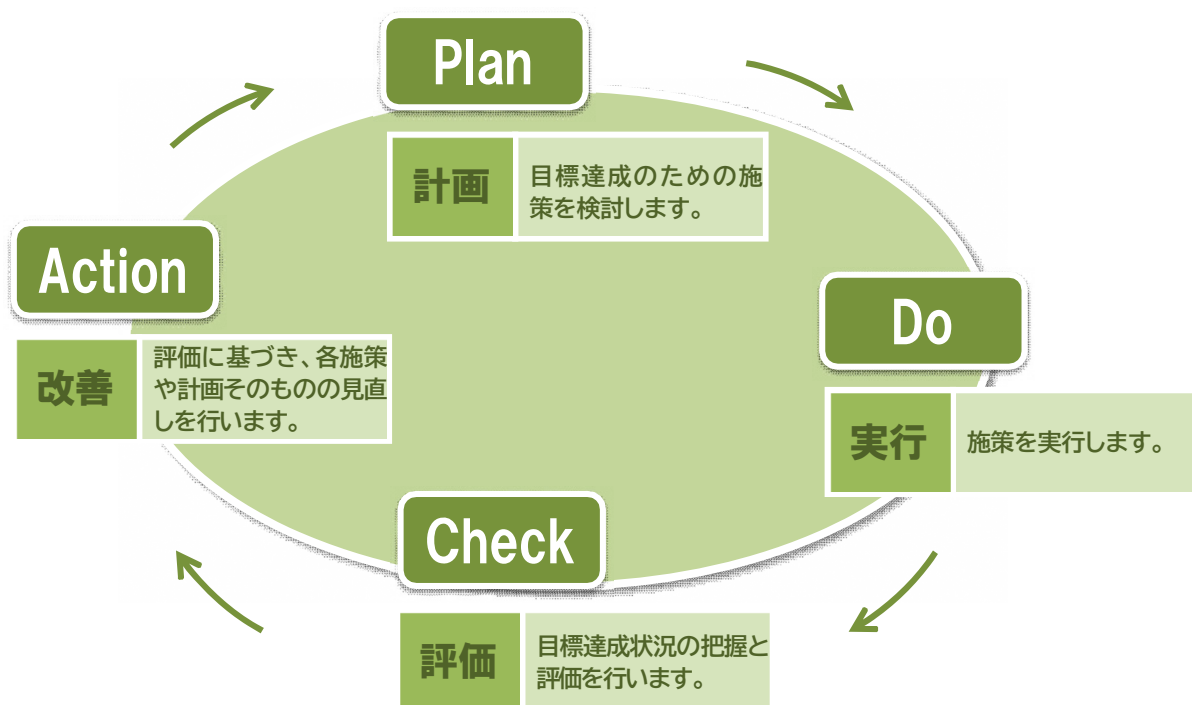 Plan
計画
目標達成のための施
策を検討します。
Do
実行
施策を実行します。
Check
評価
目標達成状況の把握と
評価を行います。
Action
改善
評価に基づき、各施策
や計画そのものの見直
しを行います。